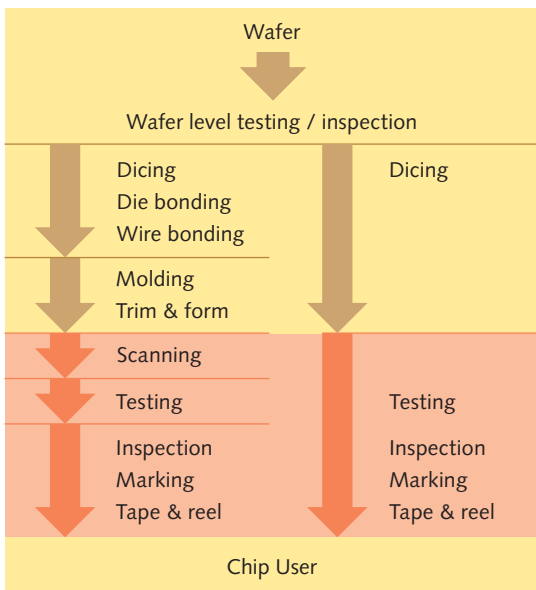 Wafer
Wafer level testing / inspection
Dicing
Die bonding
Wire bonding
Molding
Trim & form
Scanning
Testing
Inspection
Marking
Tape & reel
Dicing
Testing
Inspection
Marking
Tape & reel
Chip User